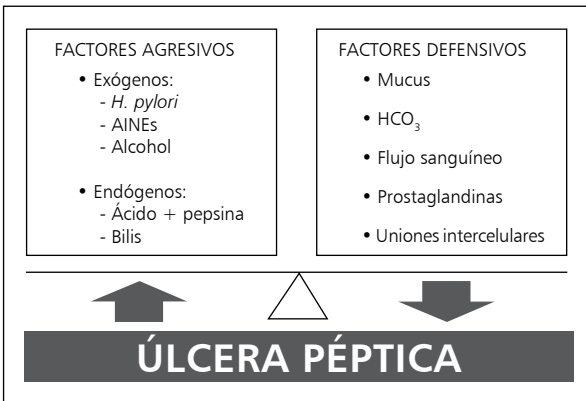 FACTORES AGRESIVOS
• Exógenos:
- H. pylori
- AINEs
- Alcohol
• Endógenos:
- Ácido + pepsina
- Bilis
FACTORES DEFENSIVOS
• Mucus
• HCO₃
• Flujo sanguíneo
• Prostaglandinas
• Uniones intercelulares
ÚLCERA PÉPTICA